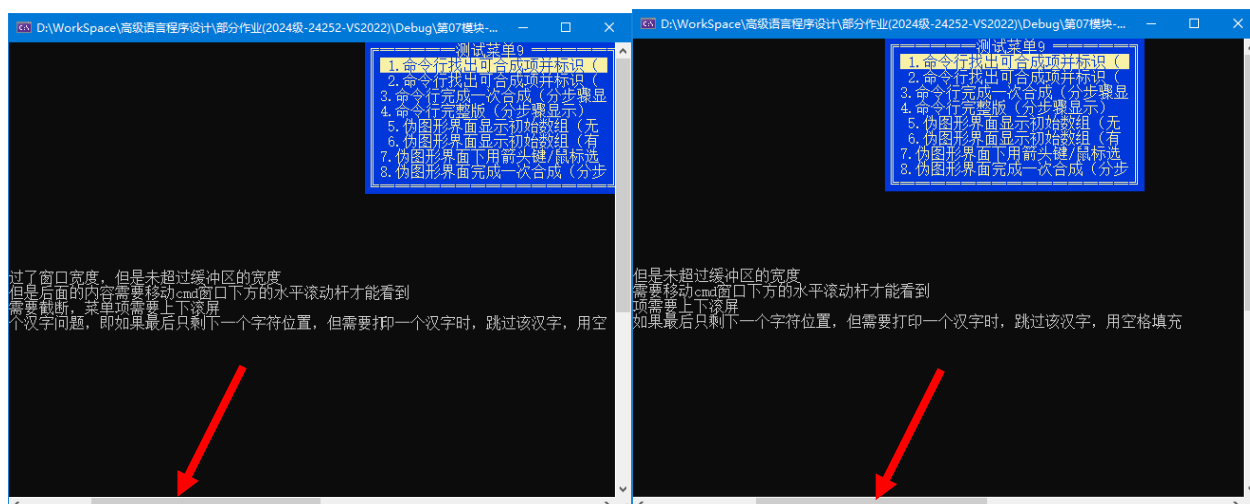 D:\WorkSpace\高级语言程序设计\部分作业(2024级-24252-VS2022)\Debug\第07模块-...
测试菜单9
1.命令行找出可合成项并标识（
2.命令行找出可合成项并标识（
3.命令行完成一次合成（分步骤显
4.命令行完整版（分步骤显示）
5.伪图形界面显示初始数组（无
6.伪图形界面显示初始数组（有
7.伪图形界面下用箭头键/鼠标选
8.伪图形界面完成一次合成（分步
过了窗口宽度，但是未超过缓冲区的宽度
但是后面的内容需要移动cmd窗口下方的水平滚动杆才能看到
需要截断，菜单项需要上下滚屏
个汉字问题，即如果最后只剩下一个字符位置，但需要打印一个汉字时，跳过该汉字，用空
D:\WorkSpace\高级语言程序设计\部分作业(2024级-24252-VS2022)\Debug\第07模块-...
测试菜单9
1.命令行找出可合成项并标识（
2.命令行找出可合成项并标识（
3.命令行完成一次合成（分步骤显
4.命令行完整版（分步骤显示）
5.伪图形界面显示初始数组（无
6.伪图形界面显示初始数组（有
7.伪图形界面下用箭头键/鼠标选
8.伪图形界面完成一次合成（分步
但是未超过缓冲区的宽度
需要移动cmd窗口下方的水平滚动杆才能看到
项需要上下滚屏
如果最后只剩下一个字符位置，但需要打印一个汉字时，跳过该汉字，用空格填充